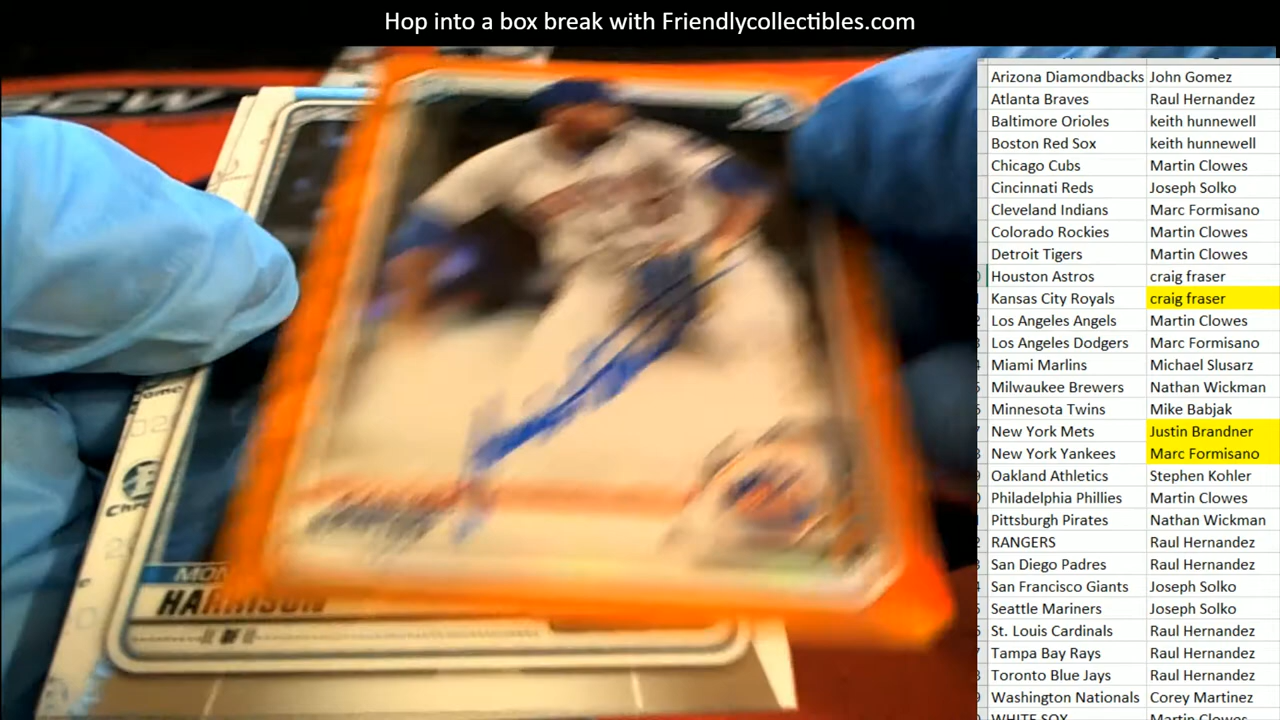 Hop into a box break with Friendlycollectibles.com
Arizona Diamondbacks John Gomez
Atlanta Braves Raul Hernandez
Baltimore Orioles keith hunnewell
Boston Red Sox keith hunnewell
Chicago Cubs Martin Clowes
Cincinnati Reds Joseph Solko
Cleveland Indians Marc Formisano
Colorado Rockies Martin Clowes
Detroit Tigers Martin Clowes
Houston Astros craig fraser
Kansas City Royals craig fraser
Los Angeles Angels Martin Clowes
Los Angeles Dodgers Marc Formisano
Miami Marlins Michael Slusarz
Milwaukee Brewers Nathan Wickman
Minnesota Twins Mike Babjak
New York Mets Justin Brandner
New York Yankees Marc Formisano
Oakland Athletics Stephen Kohler
Philadelphia Phillies Martin Clowes
Pittsburgh Pirates Nathan Wickman
RANGERS Raul Hernandez
San Diego Padres Raul Hernandez
San Francisco Giants Joseph Solko
Seattle Mariners Joseph Solko
St. Louis Cardinals Raul Hernandez
Tampa Bay Rays Raul Hernandez
Toronto Blue Jays Raul Hernandez
Washington Nationals Corey Martinez
WHITE SOX Martin Clowes
MON
HARRISON